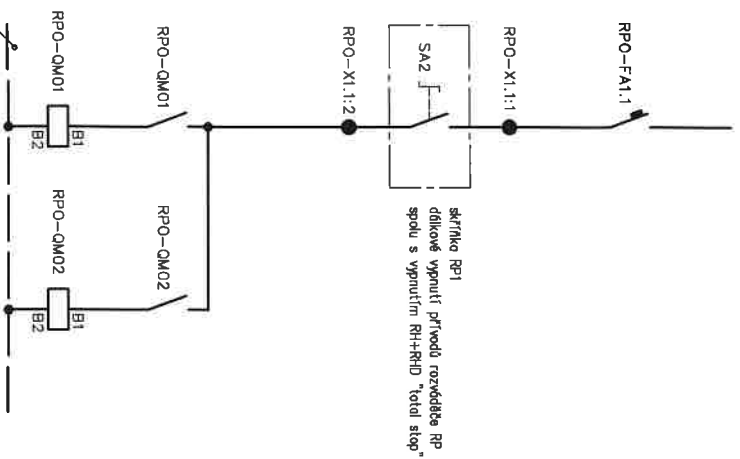 RPO-FA1.1
RPO-X1.1:1
SA2
skříňka RP1
dálkové vypnutí přívodů rozváděče RP
spolu s vypnutím RH+RHD "total stop"
RPO-X1.1:2
RPO-QM01
RPO-QM02
RPO-QM01
B1
B2
RPO-QM02
B1
B2